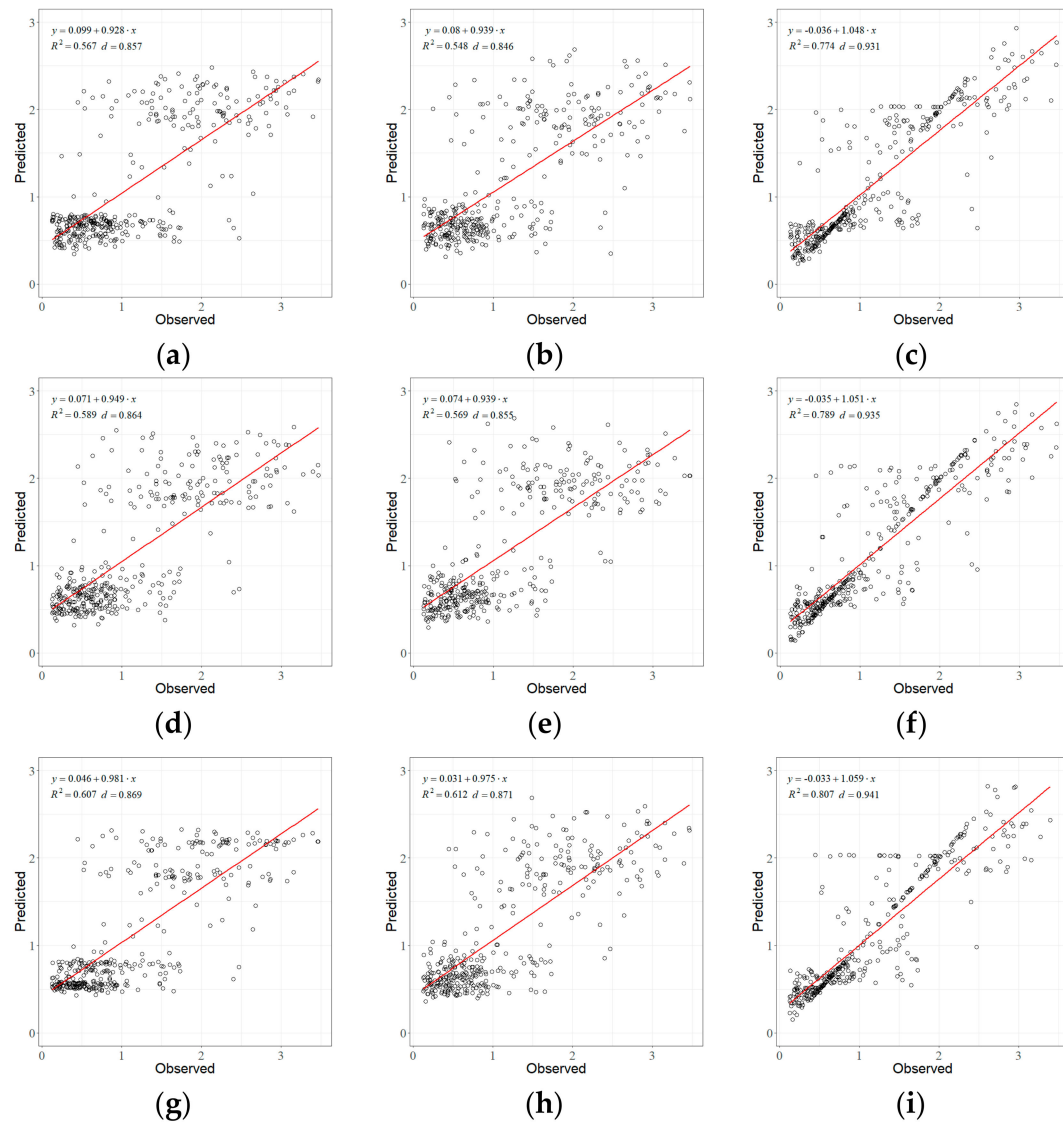 y = 0.099 + 0.928 · x
R² = 0.567 d = 0.857
3
2
1
0
Predicted
0 1 2 3
Observed
(a)
y = 0.08 + 0.939 · x
R² = 0.548 d = 0.846
3
2
1
0
Predicted
0 1 2 3
Observed
(b)
y = -0.036 + 1.048 · x
R² = 0.774 d = 0.931
3
2
1
0
Predicted
0 1 2 3
Observed
(c)
y = 0.071 + 0.949 · x
R² = 0.589 d = 0.864
3
2
1
0
Predicted
0 1 2 3
Observed
(d)
y = 0.074 + 0.939 · x
R² = 0.569 d = 0.855
3
2
1
0
Predicted
0 1 2 3
Observed
(e)
y = -0.035 + 1.051 · x
R² = 0.789 d = 0.935
3
2
1
0
Predicted
0 1 2 3
Observed
(f)
y = 0.046 + 0.981 · x
R² = 0.607 d = 0.869
3
2
1
0
Predicted
0 1 2 3
Observed
(g)
y = 0.031 + 0.975 · x
R² = 0.612 d = 0.871
3
2
1
0
Predicted
0 1 2 3
Observed
(h)
y = -0.033 + 1.059 · x
R² = 0.807 d = 0.941
3
2
1
0
Predicted
0 1 2 3
Observed
(i)